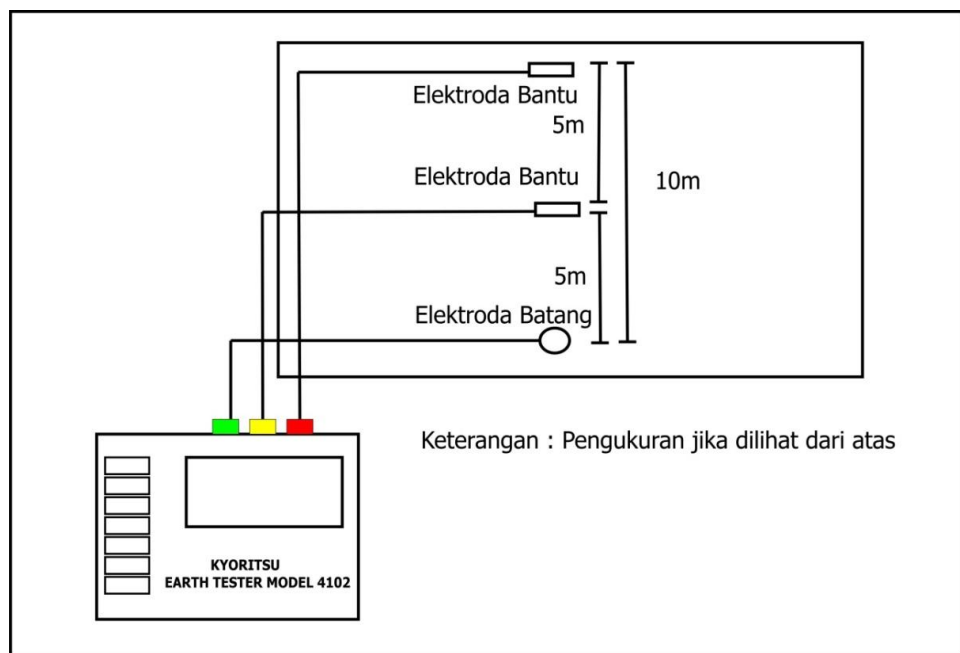 Elektroda Bantu
5m
Elektroda Bantu
10m
5m
Elektroda Batang
Keterangan : Pengukuran jika dilihat dari atas
KYORITSU
EARTH TESTER MODEL 4102